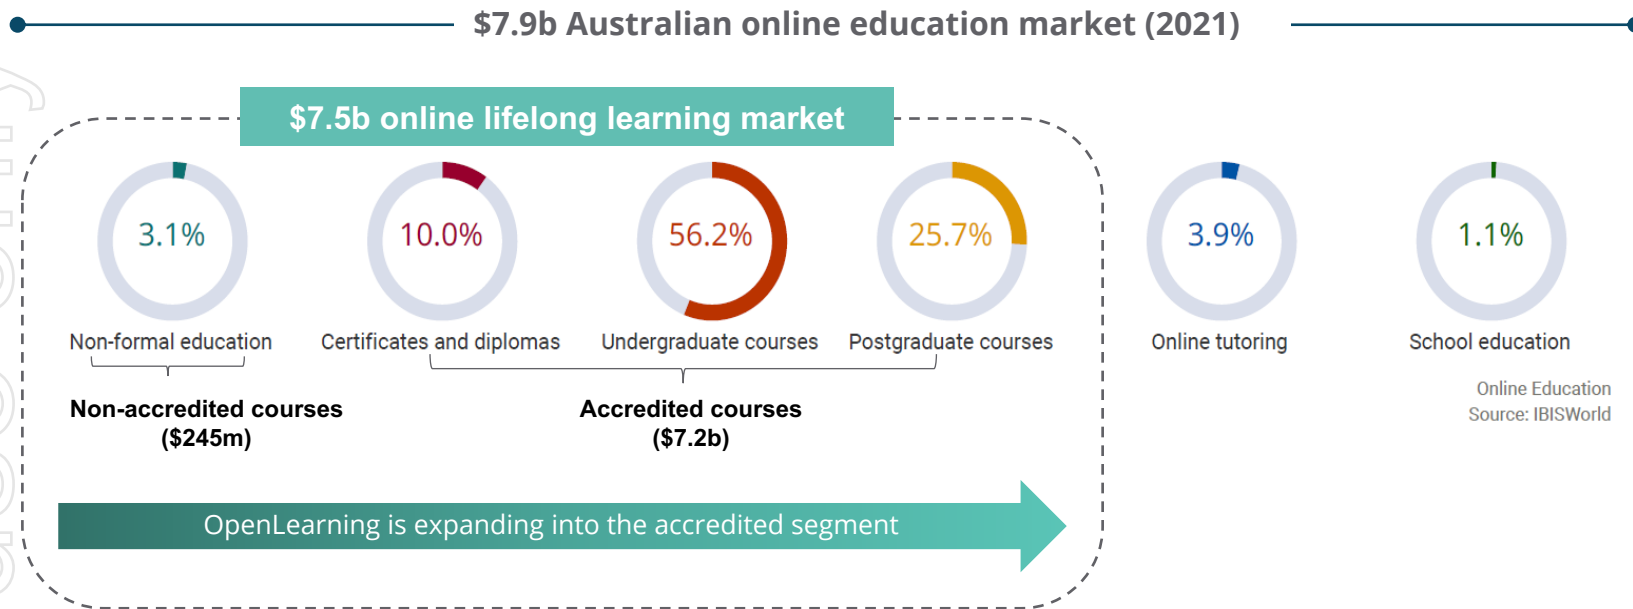 $7.9b Australian online education market (2021)
$7.5b online lifelong learning market
3.1%
10.0%
56.2%
25.7%
3.9%
1.1%
Non-formal education
Certificates and diplomas
Undergraduate courses
Postgraduate courses
Online tutoring
School education
Online Education
Source: IBISWorld
Non-accredited courses
($245m)
Accredited courses
($7.2b)
OpenLearning is expanding into the accredited segment